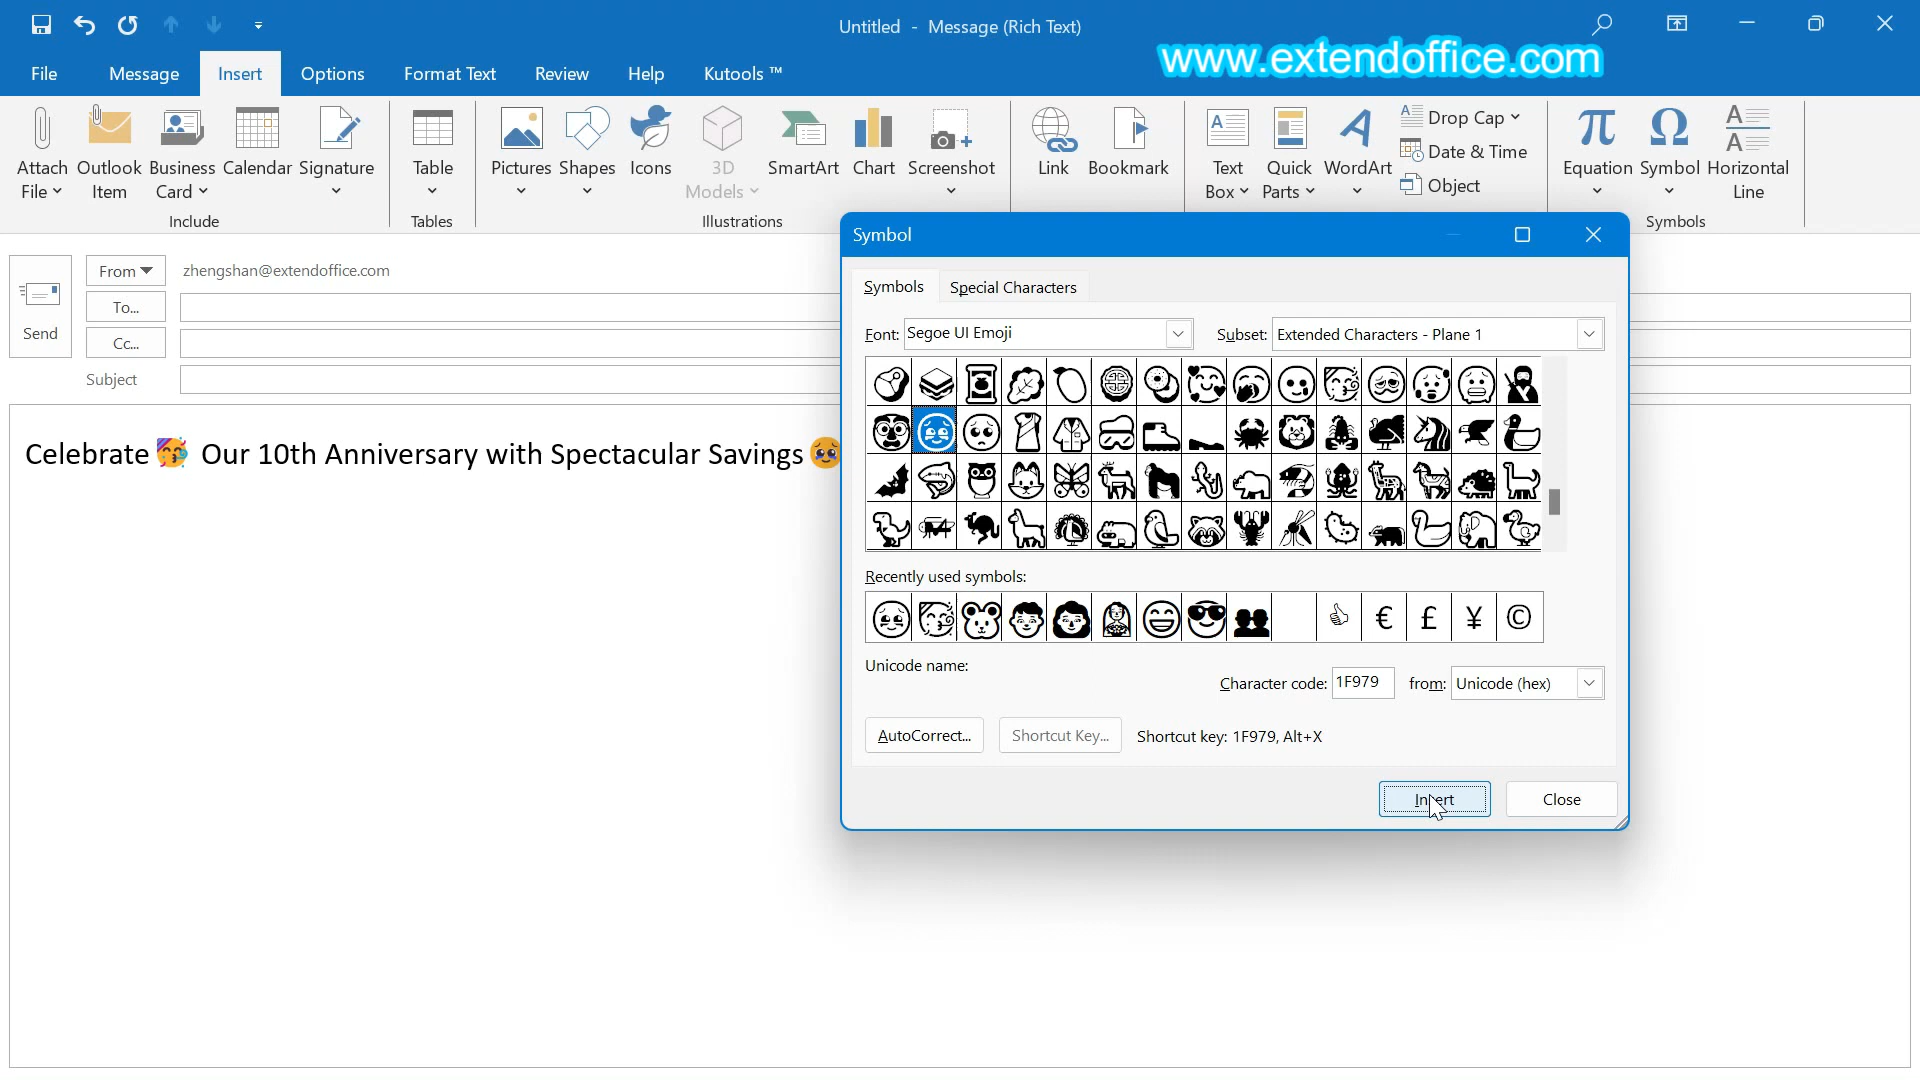 Untitled - Message (Rich Text)
www.extendoffice.com
File Message Insert Options Format Text Review Help Kutools ™
Attach File
Outlook Item
Business Card
Calendar
Signature
Include
Table
Tables
Pictures
Shapes
Icons
3D Models
SmartArt
Chart
Screenshot
Illustrations
Link
Bookmark
Text Box
Quick Parts
WordArt
Drop Cap
Date & Time
Object
Equation
Symbol
Horizontal Line
Symbols
Send
From zhengshan@extendoffice.com
To...
Cc...
Subject
Celebrate 🥳 Our 10th Anniversary with Spectacular Savings 🥹
Symbol
Symbols Special Characters
Font: Segoe UI Emoji Subset: Extended Characters - Plane 1
Recently used symbols:
€ £ ¥ ©
Unicode name:
Character code: 1F979 from: Unicode (hex)
AutoCorrect... Shortcut Key... Shortcut key: 1F979, Alt+X
Insert Close